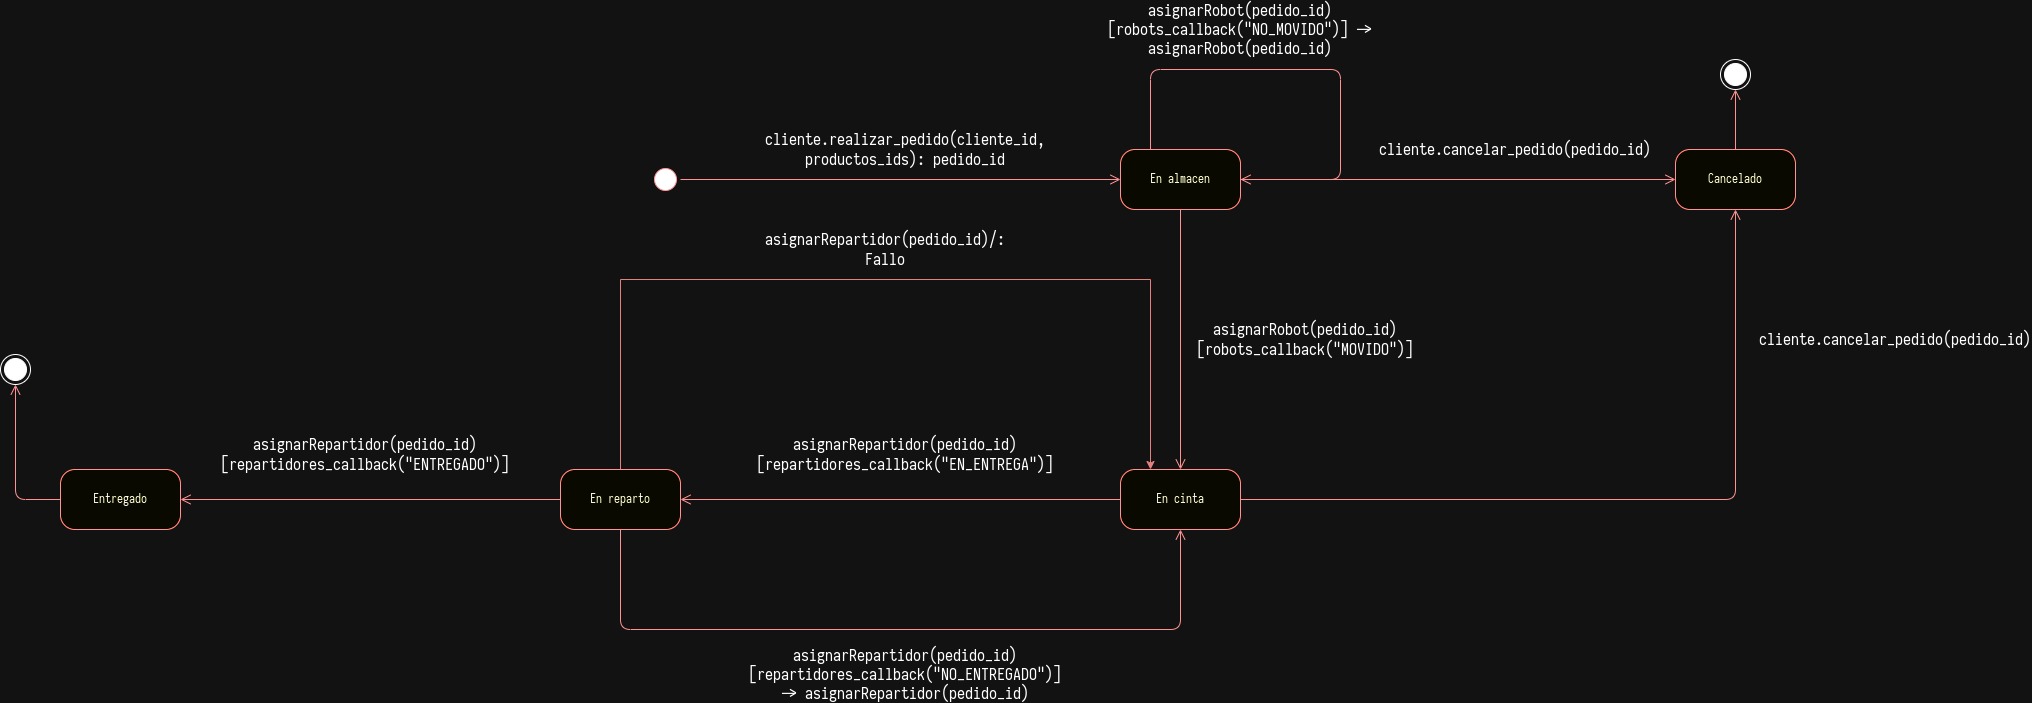 asignarRobot(pedido_id)
[robots_callback("NO_MOVIDO")] →
asignarRobot(pedido_id)
cliente.realizar_pedido(cliente_id,
productos_ids): pedido_id
cliente.cancelar_pedido(pedido_id)
En almacen
Cancelado
asignarRepartidor(pedido_id)/:
Fallo
asignarRobot(pedido_id)
[robots_callback("MOVIDO")]
cliente.cancelar_pedido(pedido_id)
asignarRepartidor(pedido_id)
[repartidores_callback("ENTREGADO")]
asignarRepartidor(pedido_id)
[repartidores_callback("EN_ENTREGA")]
Entregado
En reparto
En cinta
asignarRepartidor(pedido_id)
[repartidores_callback("NO_ENTREGADO")]
→ asignarRepartidor(pedido_id)